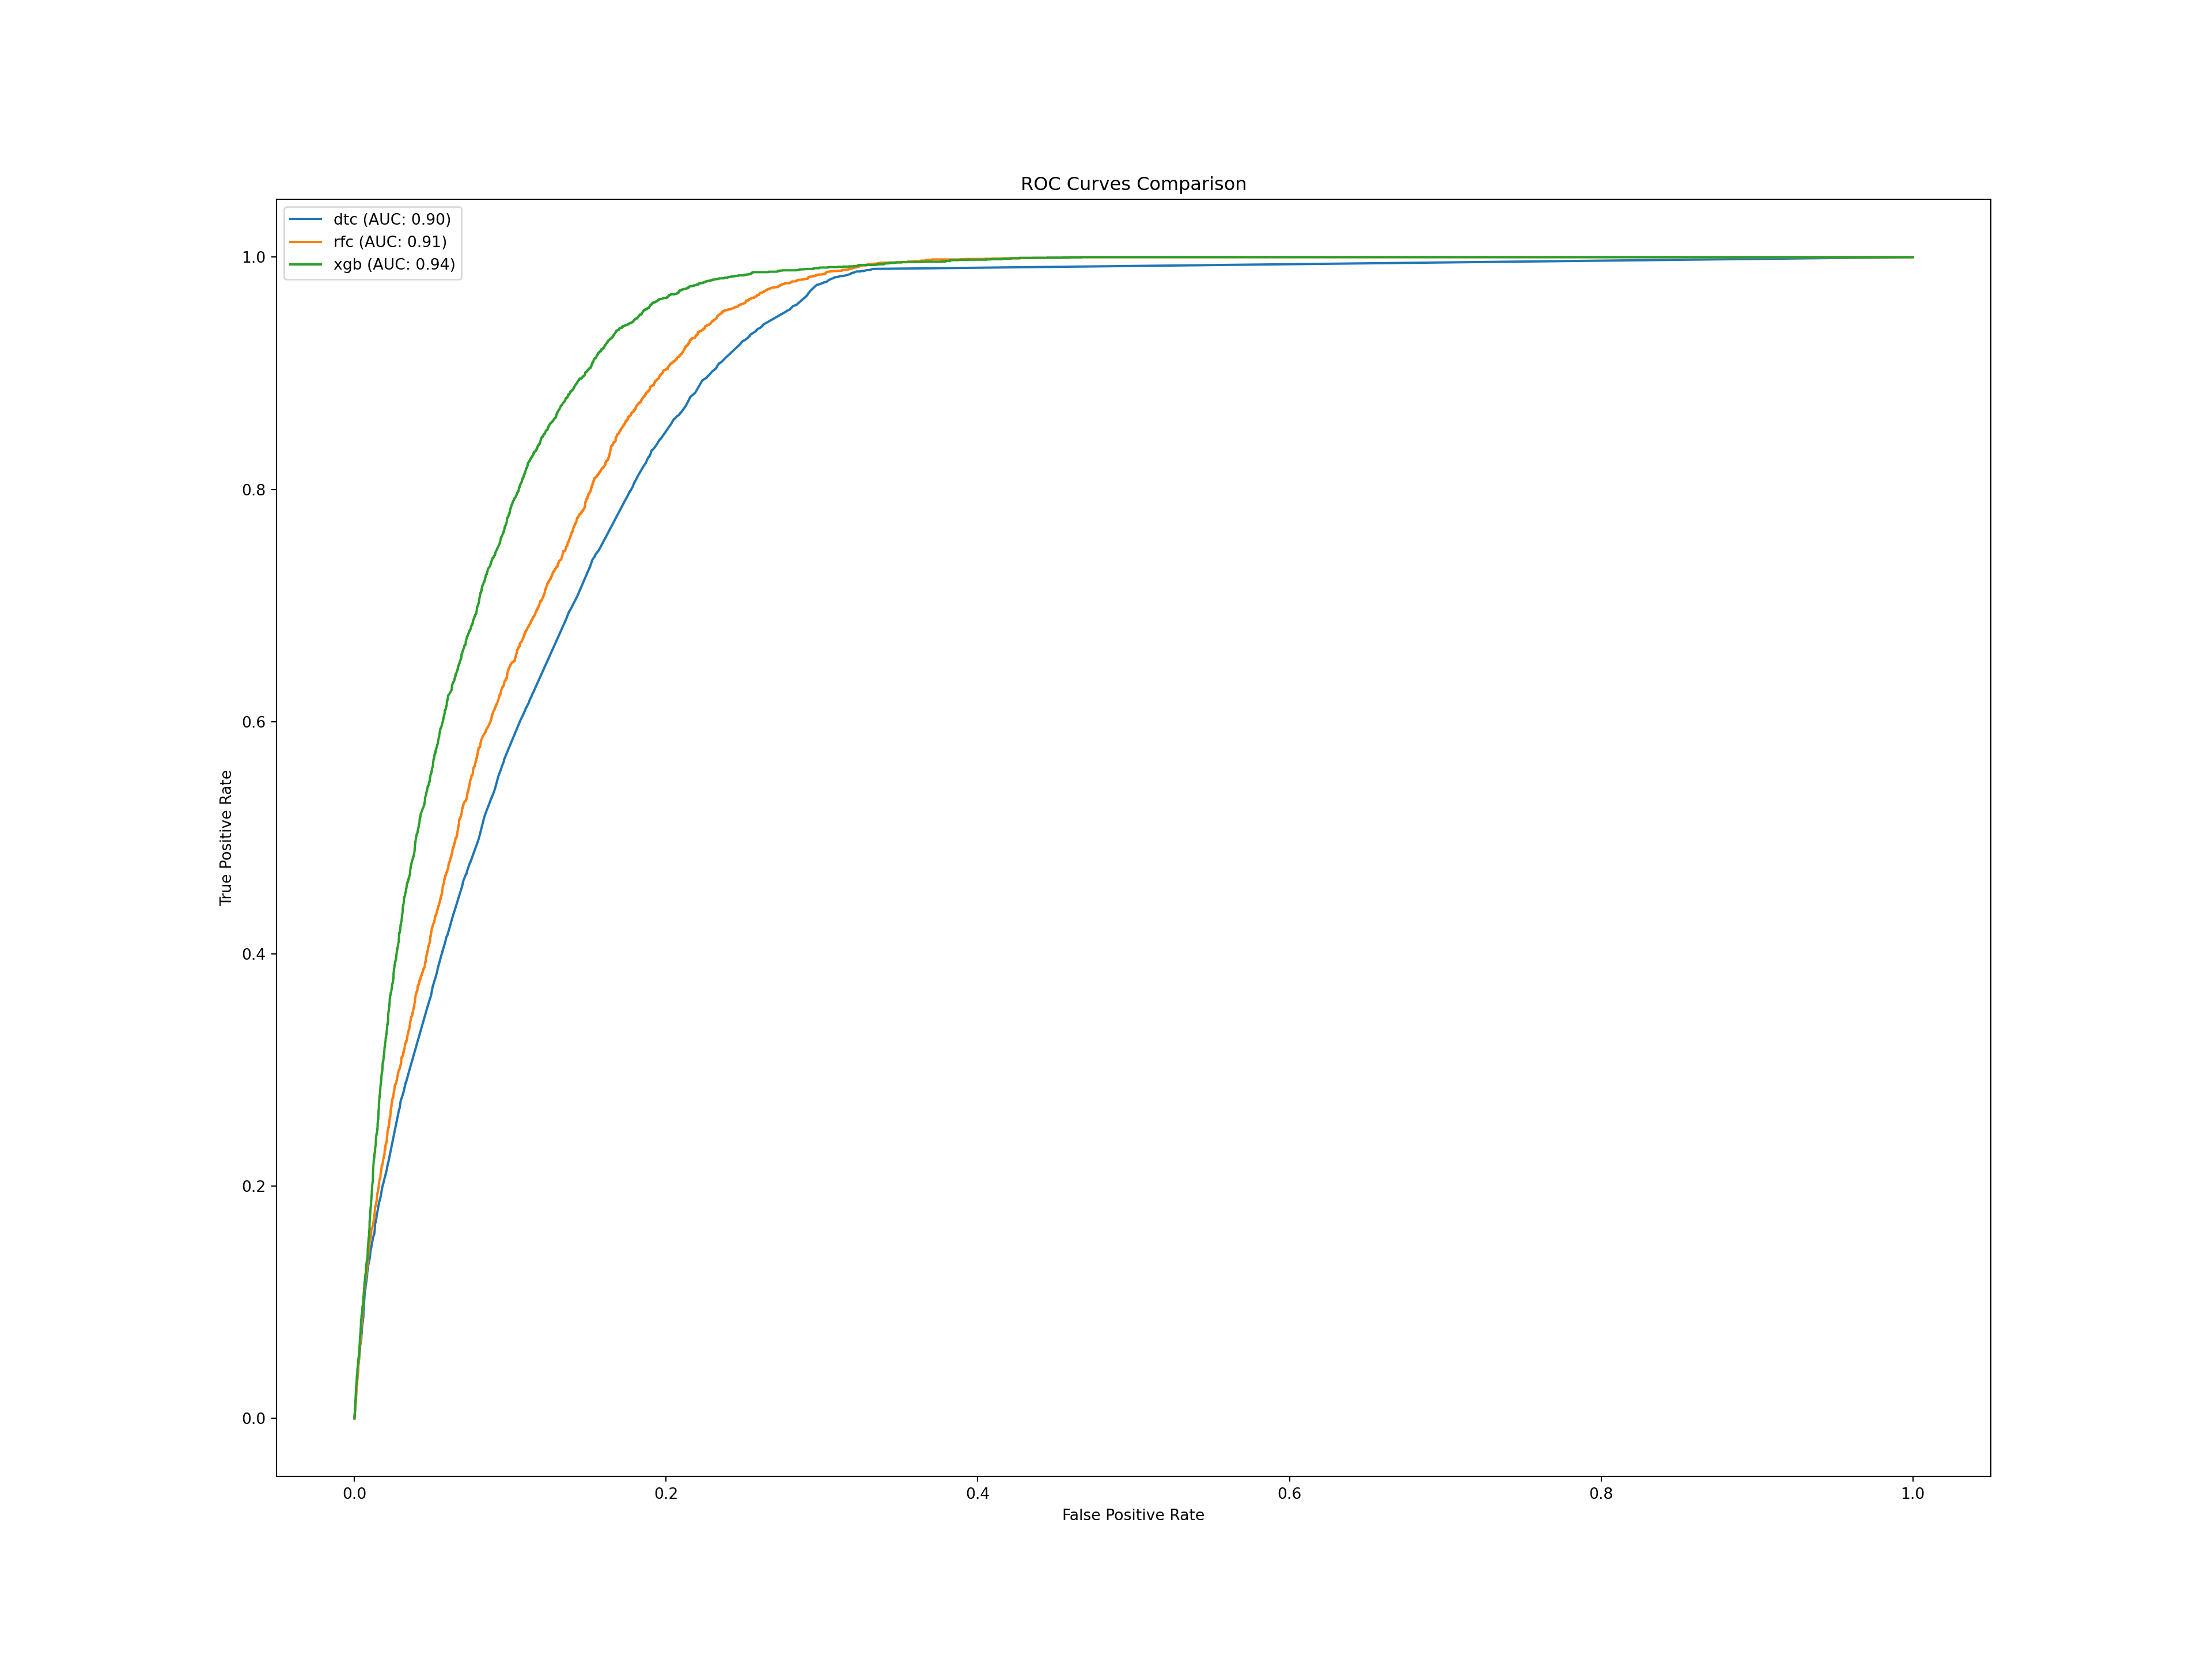 ROC Curves Comparison
dtc (AUC: 0.90)
rfc (AUC: 0.91)
xgb (AUC: 0.94)
1.0
0.8
0.6
0.4
0.2
0.0
True Positive Rate
0.0 0.2 0.4 0.6 0.8 1.0
False Positive Rate